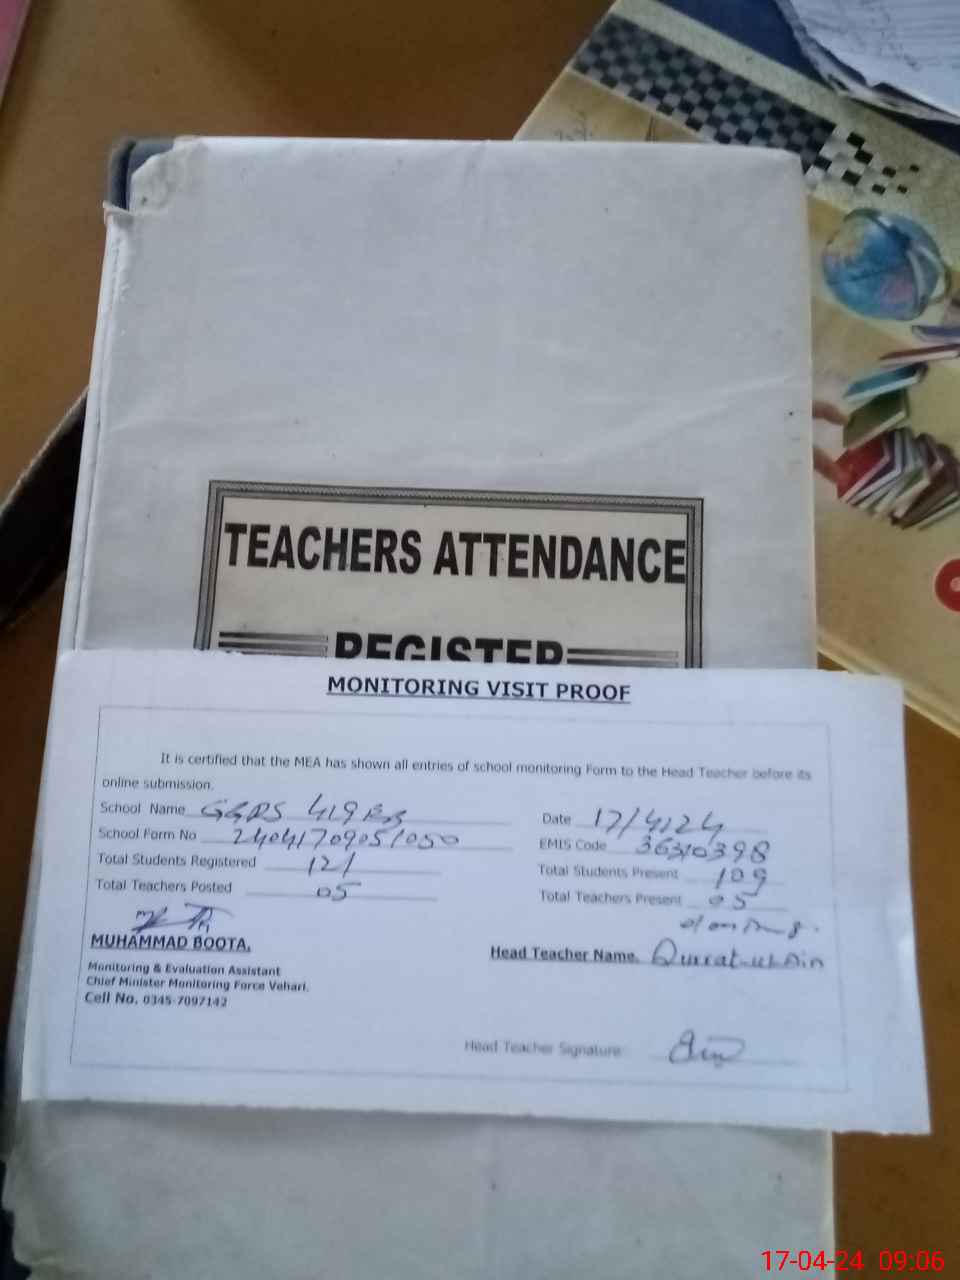 TEACHERS ATTENDANCE
REGISTER
MONITORING VISIT PROOF
It is certified that the MEA has shown all entries of school monitoring Form to the Head Teacher before its
online submission.
School Name 419
Date 17/4/24
School Form No 24041709051050
EMIS Code 36310398
Total Students Registered 121
Total Students Present 109
Total Teachers Posted 05
Total Teachers Present 05
MUHAMMAD BOOTA.
Head Teacher Name. Qurrat-ul-Ain
Monitoring & Evaluation Assistant
Chief Minister Monitoring Force Vehari.
Cell No. 0345-7097142
Head Teacher Signature
17-04-24 09:06